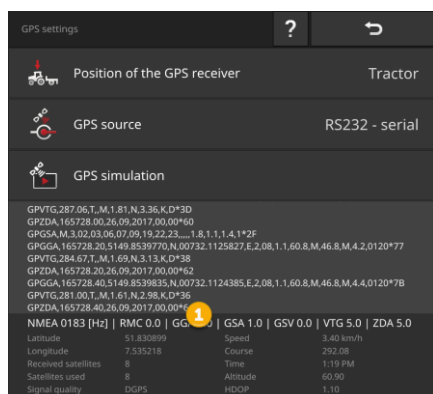 GPS settings ?
Position of the GPS receiver Tractor
GPS source RS232 - serial
GPS simulation
GPVTG,287.06,T,,M,1.81,N,3.36,K,D*3D
GPZDA,165728.00,26,09,2017,00,00*60
GPGSA,M,3,02,03,06,07,09,19,22,23,,,,,1.8,1.1,1.4,1*2F
GPGGA,165728.20,5149.8539770,N,00732.1125827,E,2,08,1.1,60.8,M,46.8,M,4.2,0120*77
GPVTG,284.67,T,,M,1.69,N,3.13,K,D*38
GPZDA,165728.20,26,09,2017,00,00*62
GPGGA,165728.40,5149.8539835,N,00732.1124385,E,2,08,1.1,60.8,M,46.8,M,4.4,0120*7B
GPVTG,281.00,T,,M,1.61,N,2.98,K,D*36
GPZDA,165728.40,26,09,2017,00,00
1
NMEA 0183 [Hz] | RMC 0.0 | | GSA 1.0 | GSV 0.0 | VTG 5.0 | ZDA 5.0
Latitude 51.830899 Speed 3.40 km/h
Longitude 7.535218 Course 292.08
Received satellites 8 Time 1:19 PM
Satellites used 8 Altitude 60.90
Signal quality DGPS HDOP 1.10